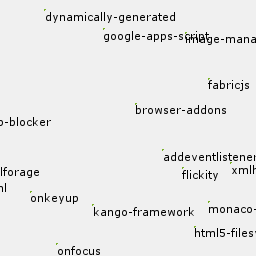 dynamically-generated
google-apps-script
image-mana
fabricjs
browser-addons
o-blocker
addeventlistener
xmlh
lforage
flickity
nl
onkeyup
kango-framework
monaco-
html5-files
onfocus